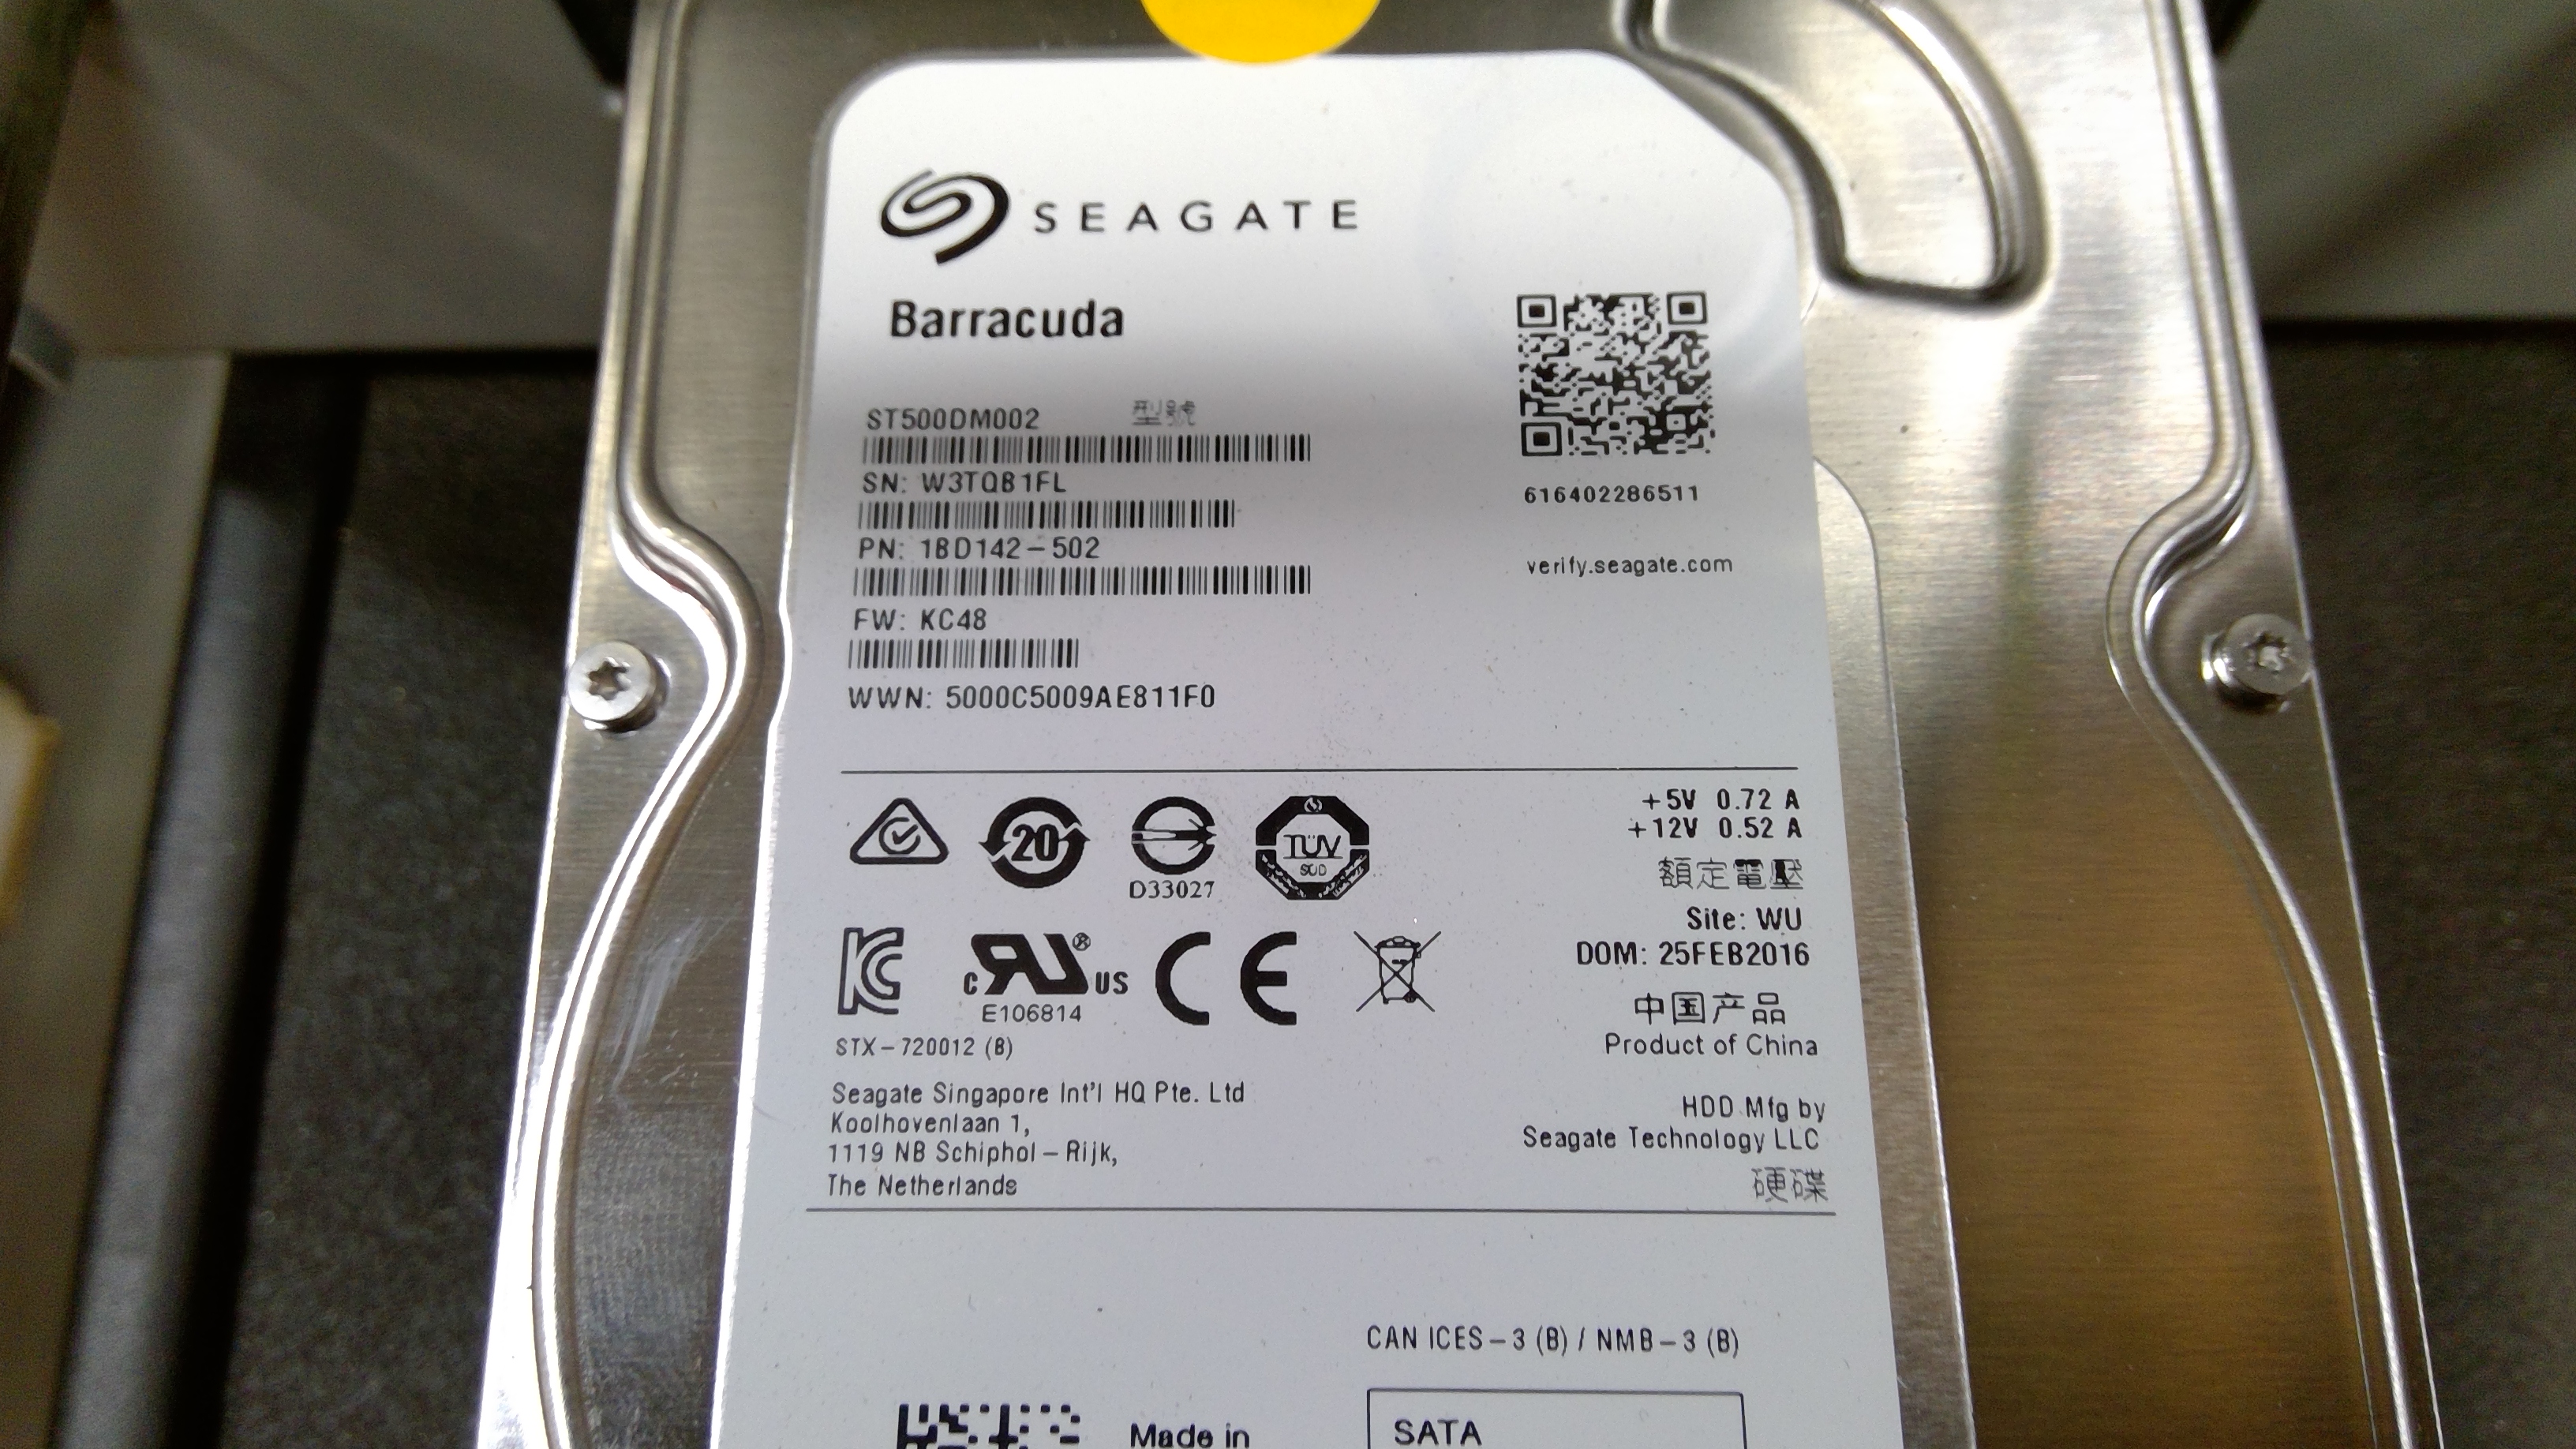 SEAGATE
Barracuda
ST500DM002 型號
SN: W3TQB1FL
PN: 1BD142-502
FW: KC48
WWN: 5000C5009AE811F0
616402286511
verify.seagate.com
20
D33027
TÜV
SÜD
+5V 0.72 A
+12V 0.52 A
額定電壓
Site: WU
DOM: 25FEB2016
中国产品
Product of China
c RU ® US
E106814
CE
STX-720012 (B)
Seagate Singapore Int'l HQ Pte. Ltd
Koolhovenlaan 1,
1119 NB Schiphol-Rijk,
The Netherlands
HDD Mfg by
Seagate Technology LLC
硬碟
CAN ICES-3 (B) / NMB-3 (B)
Made in
SATA